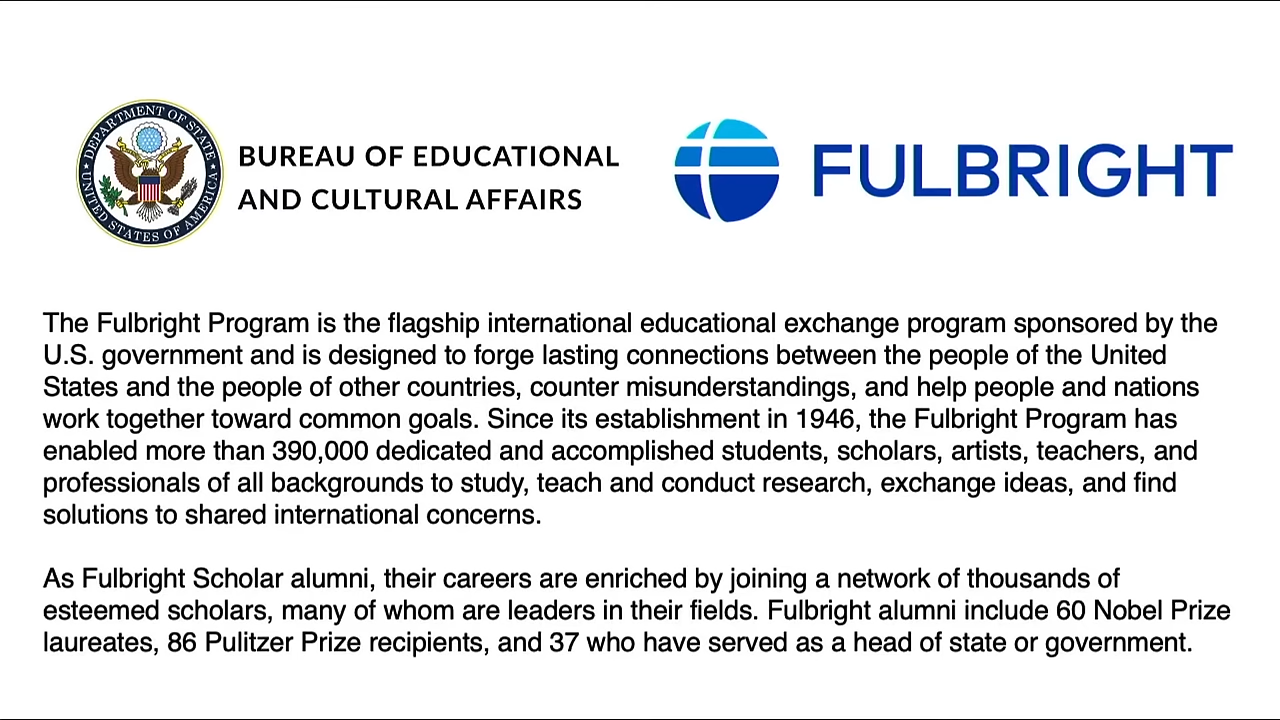 DEPARTMENT OF STATE
UNITED STATES OF AMERICA
BUREAU OF EDUCATIONAL
AND CULTURAL AFFAIRS
FULBRIGHT
The Fulbright Program is the flagship international educational exchange program sponsored by the
U.S. government and is designed to forge lasting connections between the people of the United
States and the people of other countries, counter misunderstandings, and help people and nations
work together toward common goals. Since its establishment in 1946, the Fulbright Program has
enabled more than 390,000 dedicated and accomplished students, scholars, artists, teachers, and
professionals of all backgrounds to study, teach and conduct research, exchange ideas, and find
solutions to shared international concerns.
As Fulbright Scholar alumni, their careers are enriched by joining a network of thousands of
esteemed scholars, many of whom are leaders in their fields. Fulbright alumni include 60 Nobel Prize
laureates, 86 Pulitzer Prize recipients, and 37 who have served as a head of state or government.